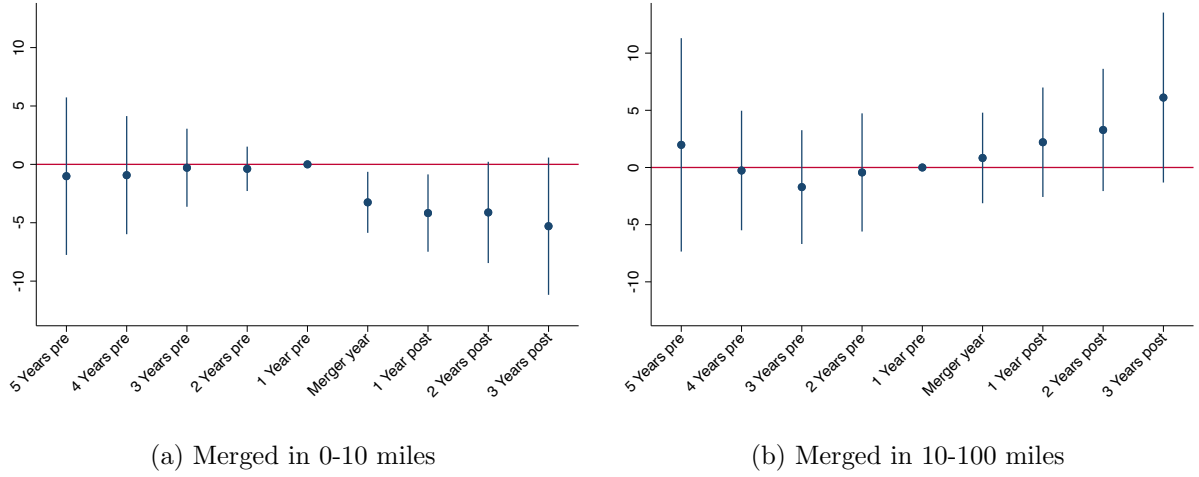 10
5
0
-5
-10
5 Years pre
4 Years pre
3 Years pre
2 Years pre
1 Year pre
Merger year
1 Year post
2 Years post
3 Years post
(a) Merged in 0-10 miles
10
5
0
-5
-10
5 Years pre
4 Years pre
3 Years pre
2 Years pre
1 Year pre
Merger year
1 Year post
2 Years post
3 Years post
(b) Merged in 10-100 miles